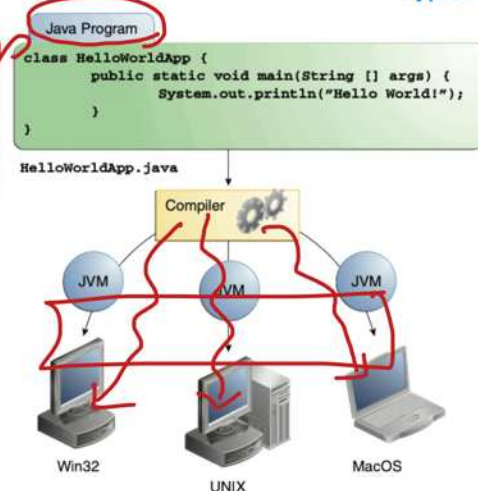 Java Program
class HelloWorldApp {
public static void main(String [] args) {
System.out.println("Hello World!");
}
}
HelloWorldApp.java
Compiler
JVM
JVM
JVM
Win32
UNIX
MacOS